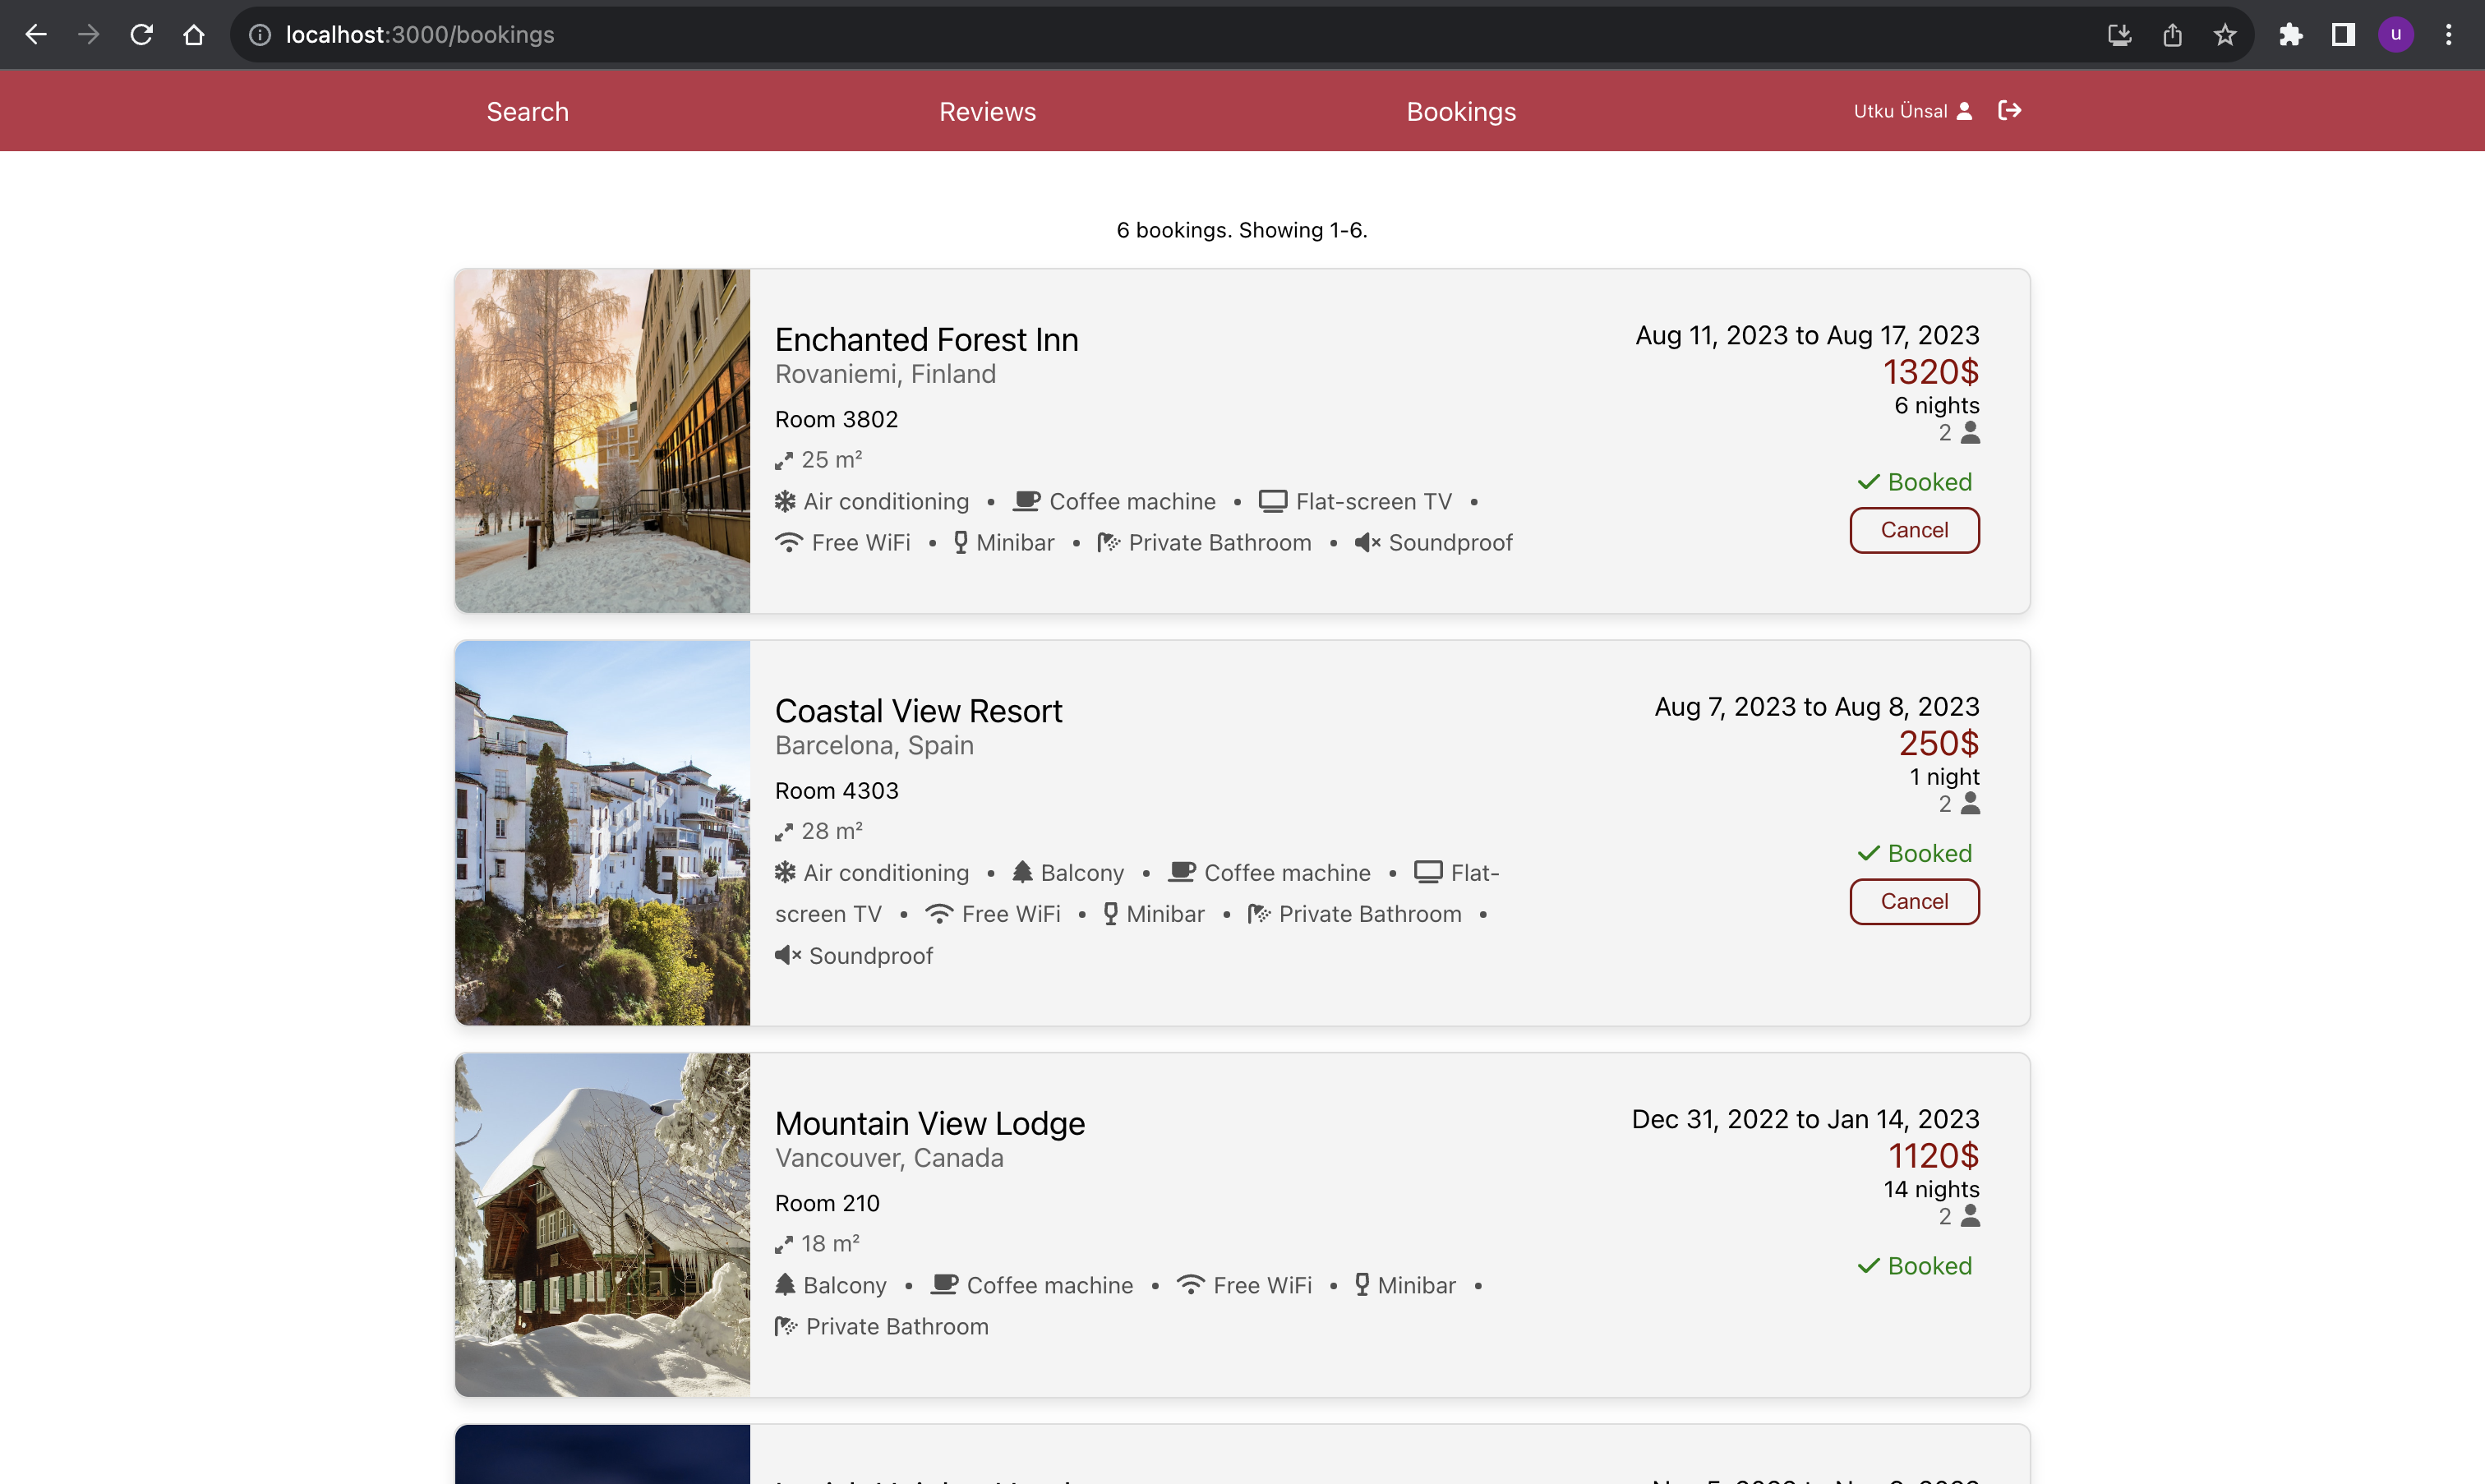 localhost:3000/bookings
u
Search Reviews Bookings Utku Ünsal
6 bookings. Showing 1-6.
Enchanted Forest Inn
Rovaniemi, Finland
Room 3802
25 m²
Air conditioning • Coffee machine • Flat-screen TV •
Free WiFi • Minibar • Private Bathroom • Soundproof
Aug 11, 2023 to Aug 17, 2023
1320$
6 nights
2
Booked
Cancel
Coastal View Resort
Barcelona, Spain
Room 4303
28 m²
Air conditioning • Balcony • Coffee machine • Flat-
screen TV • Free WiFi • Minibar • Private Bathroom •
Soundproof
Aug 7, 2023 to Aug 8, 2023
250$
1 night
2
Booked
Cancel
Mountain View Lodge
Vancouver, Canada
Room 210
18 m²
Balcony • Coffee machine • Free WiFi • Minibar •
Private Bathroom
Dec 31, 2022 to Jan 14, 2023
1120$
14 nights
2
Booked